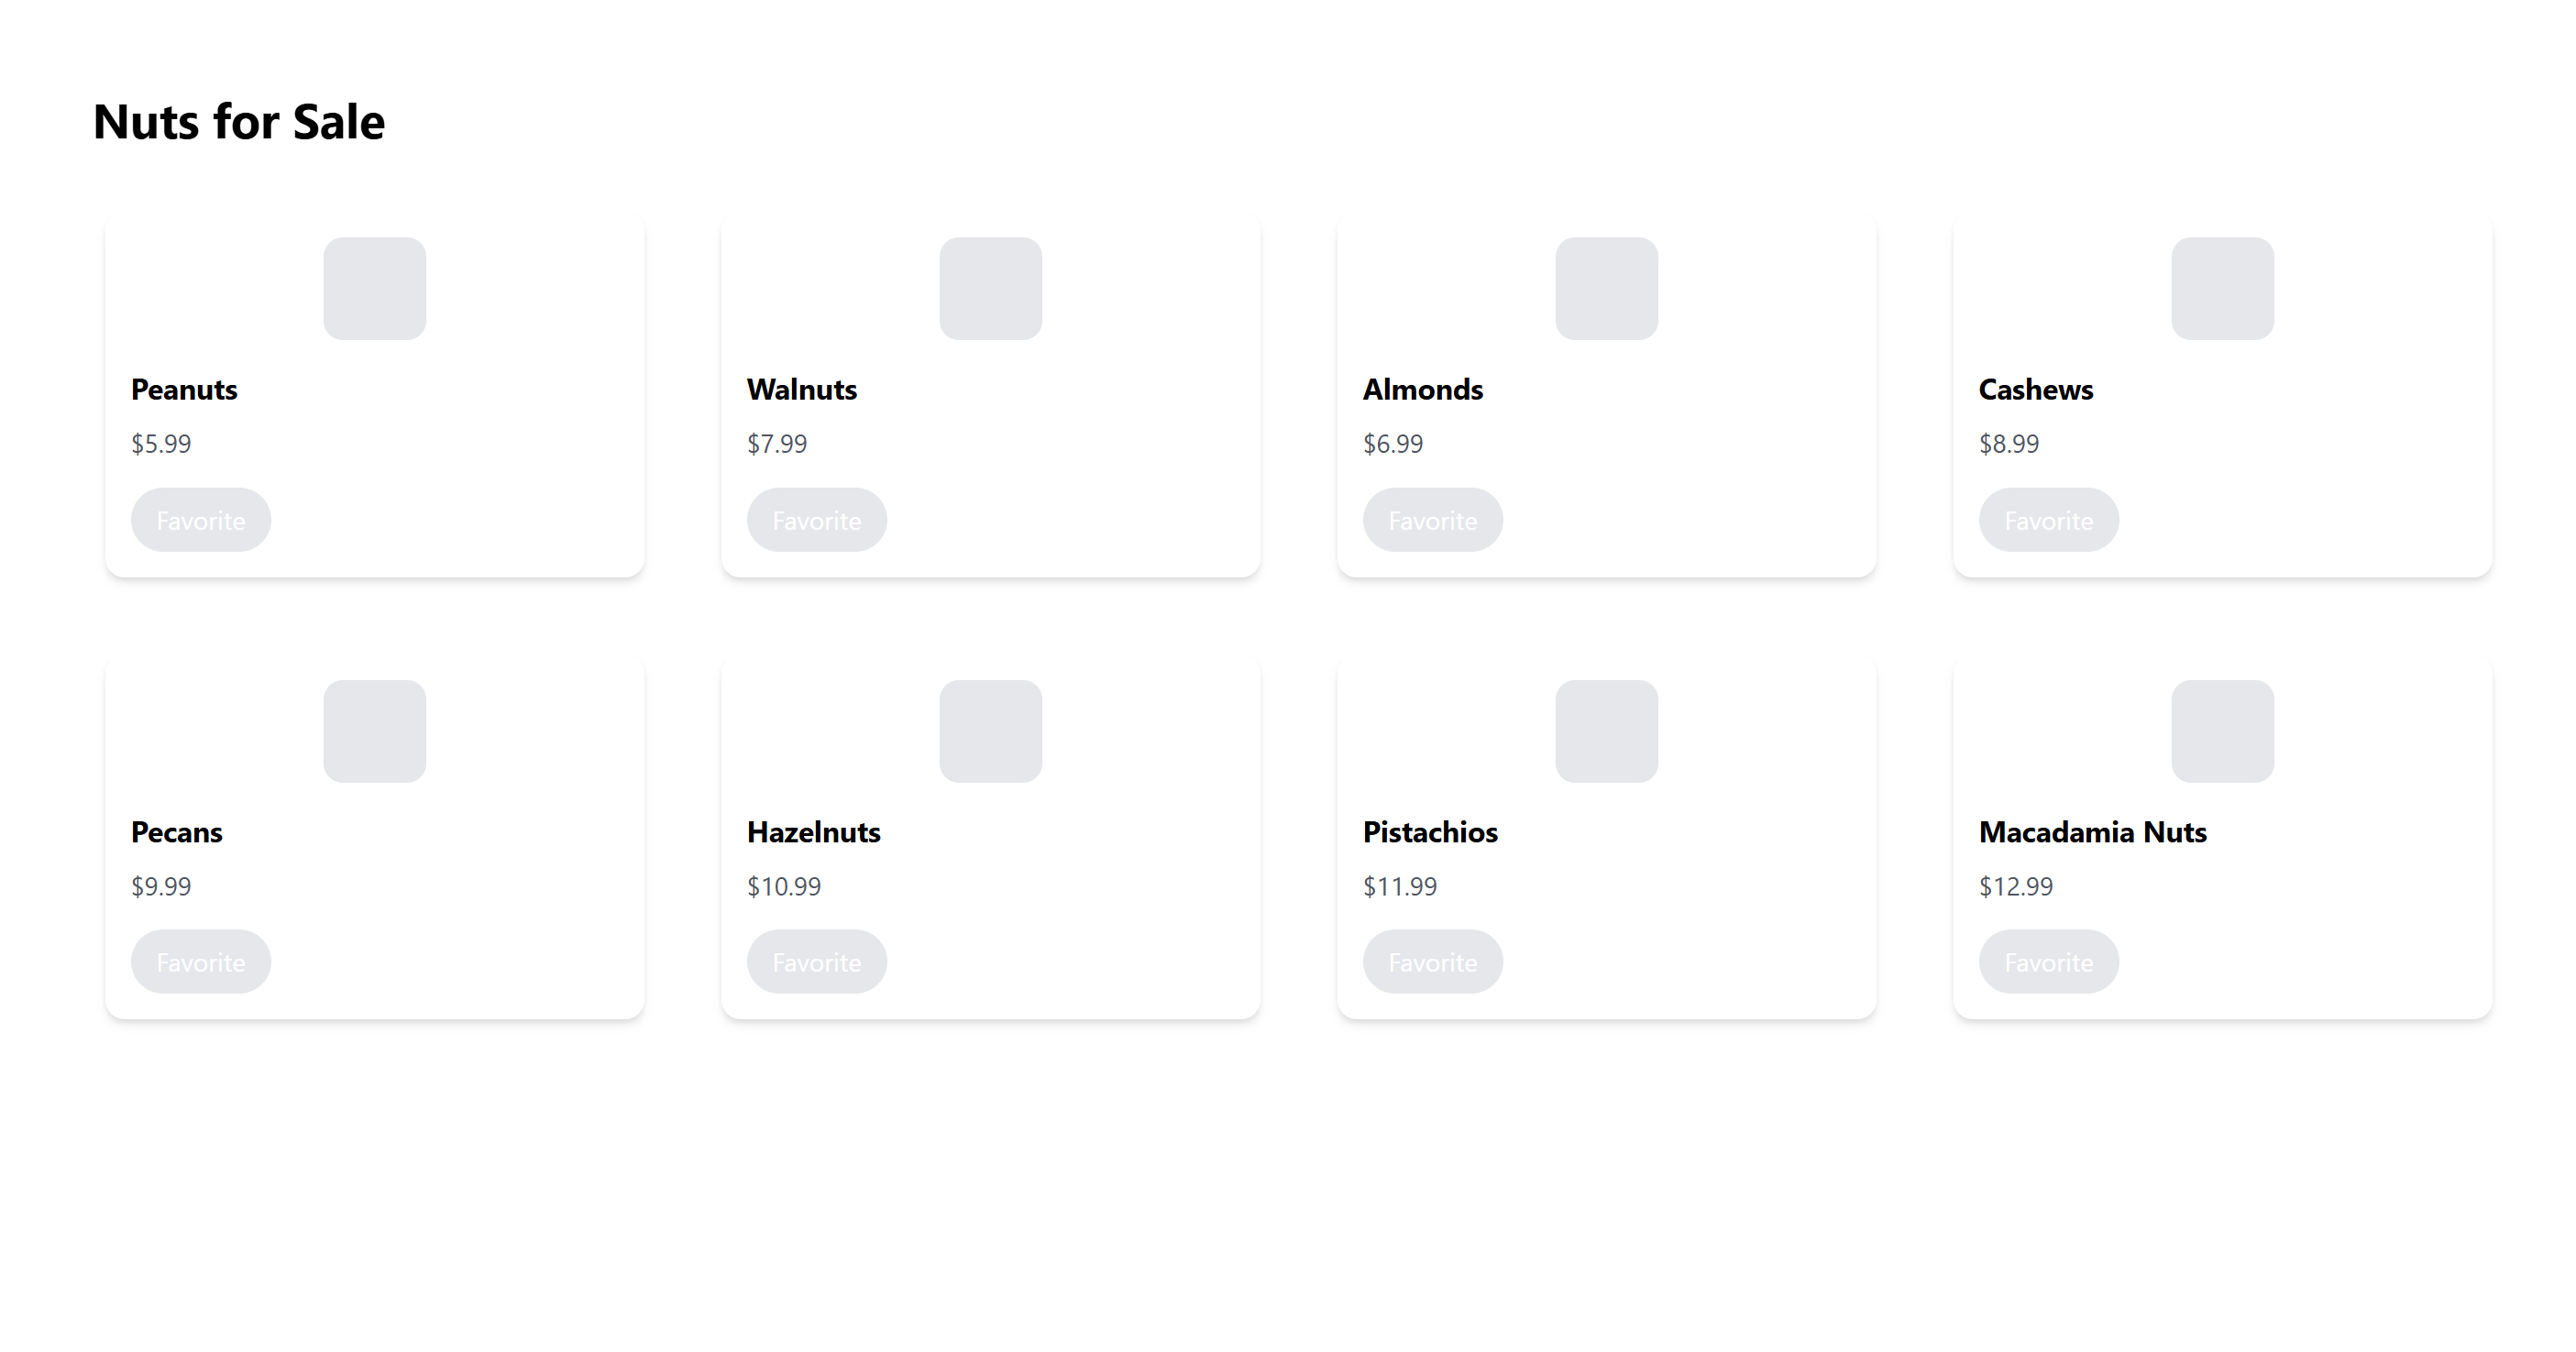 Nuts for Sale
Peanuts
$5.99
Favorite
Walnuts
$7.99
Favorite
Almonds
$6.99
Favorite
Cashews
$8.99
Favorite
Pecans
$9.99
Favorite
Hazelnuts
$10.99
Favorite
Pistachios
$11.99
Favorite
Macadamia Nuts
$12.99
Favorite